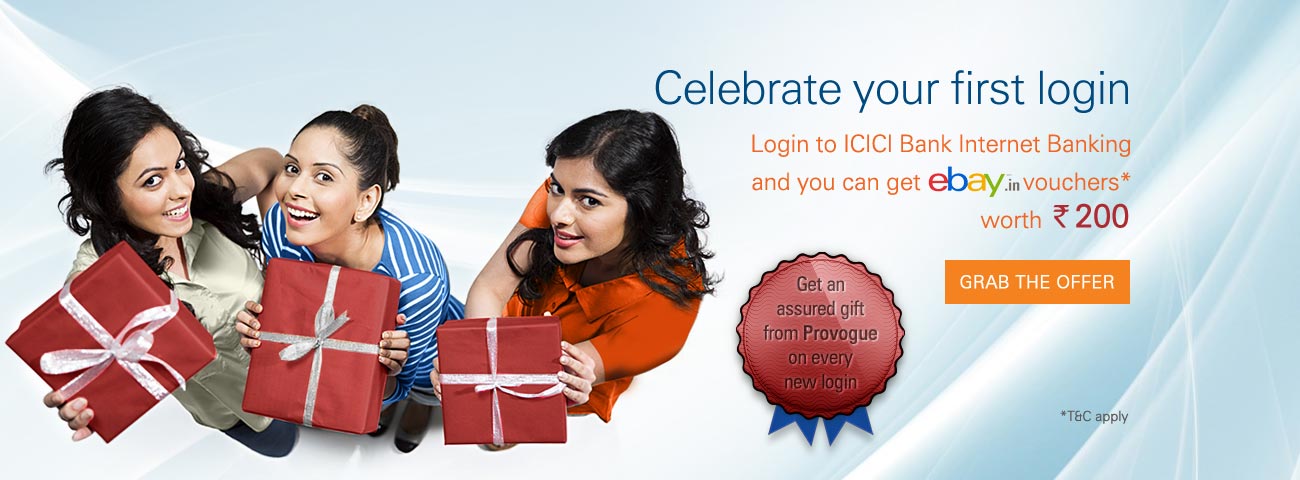 Celebrate your first login
Login to ICICI Bank Internet Banking
and you can get ebay.in vouchers*
worth ₹ 200
GRAB THE OFFER
Get an
assured gift
from Provogue
on every
new login
*T&C apply